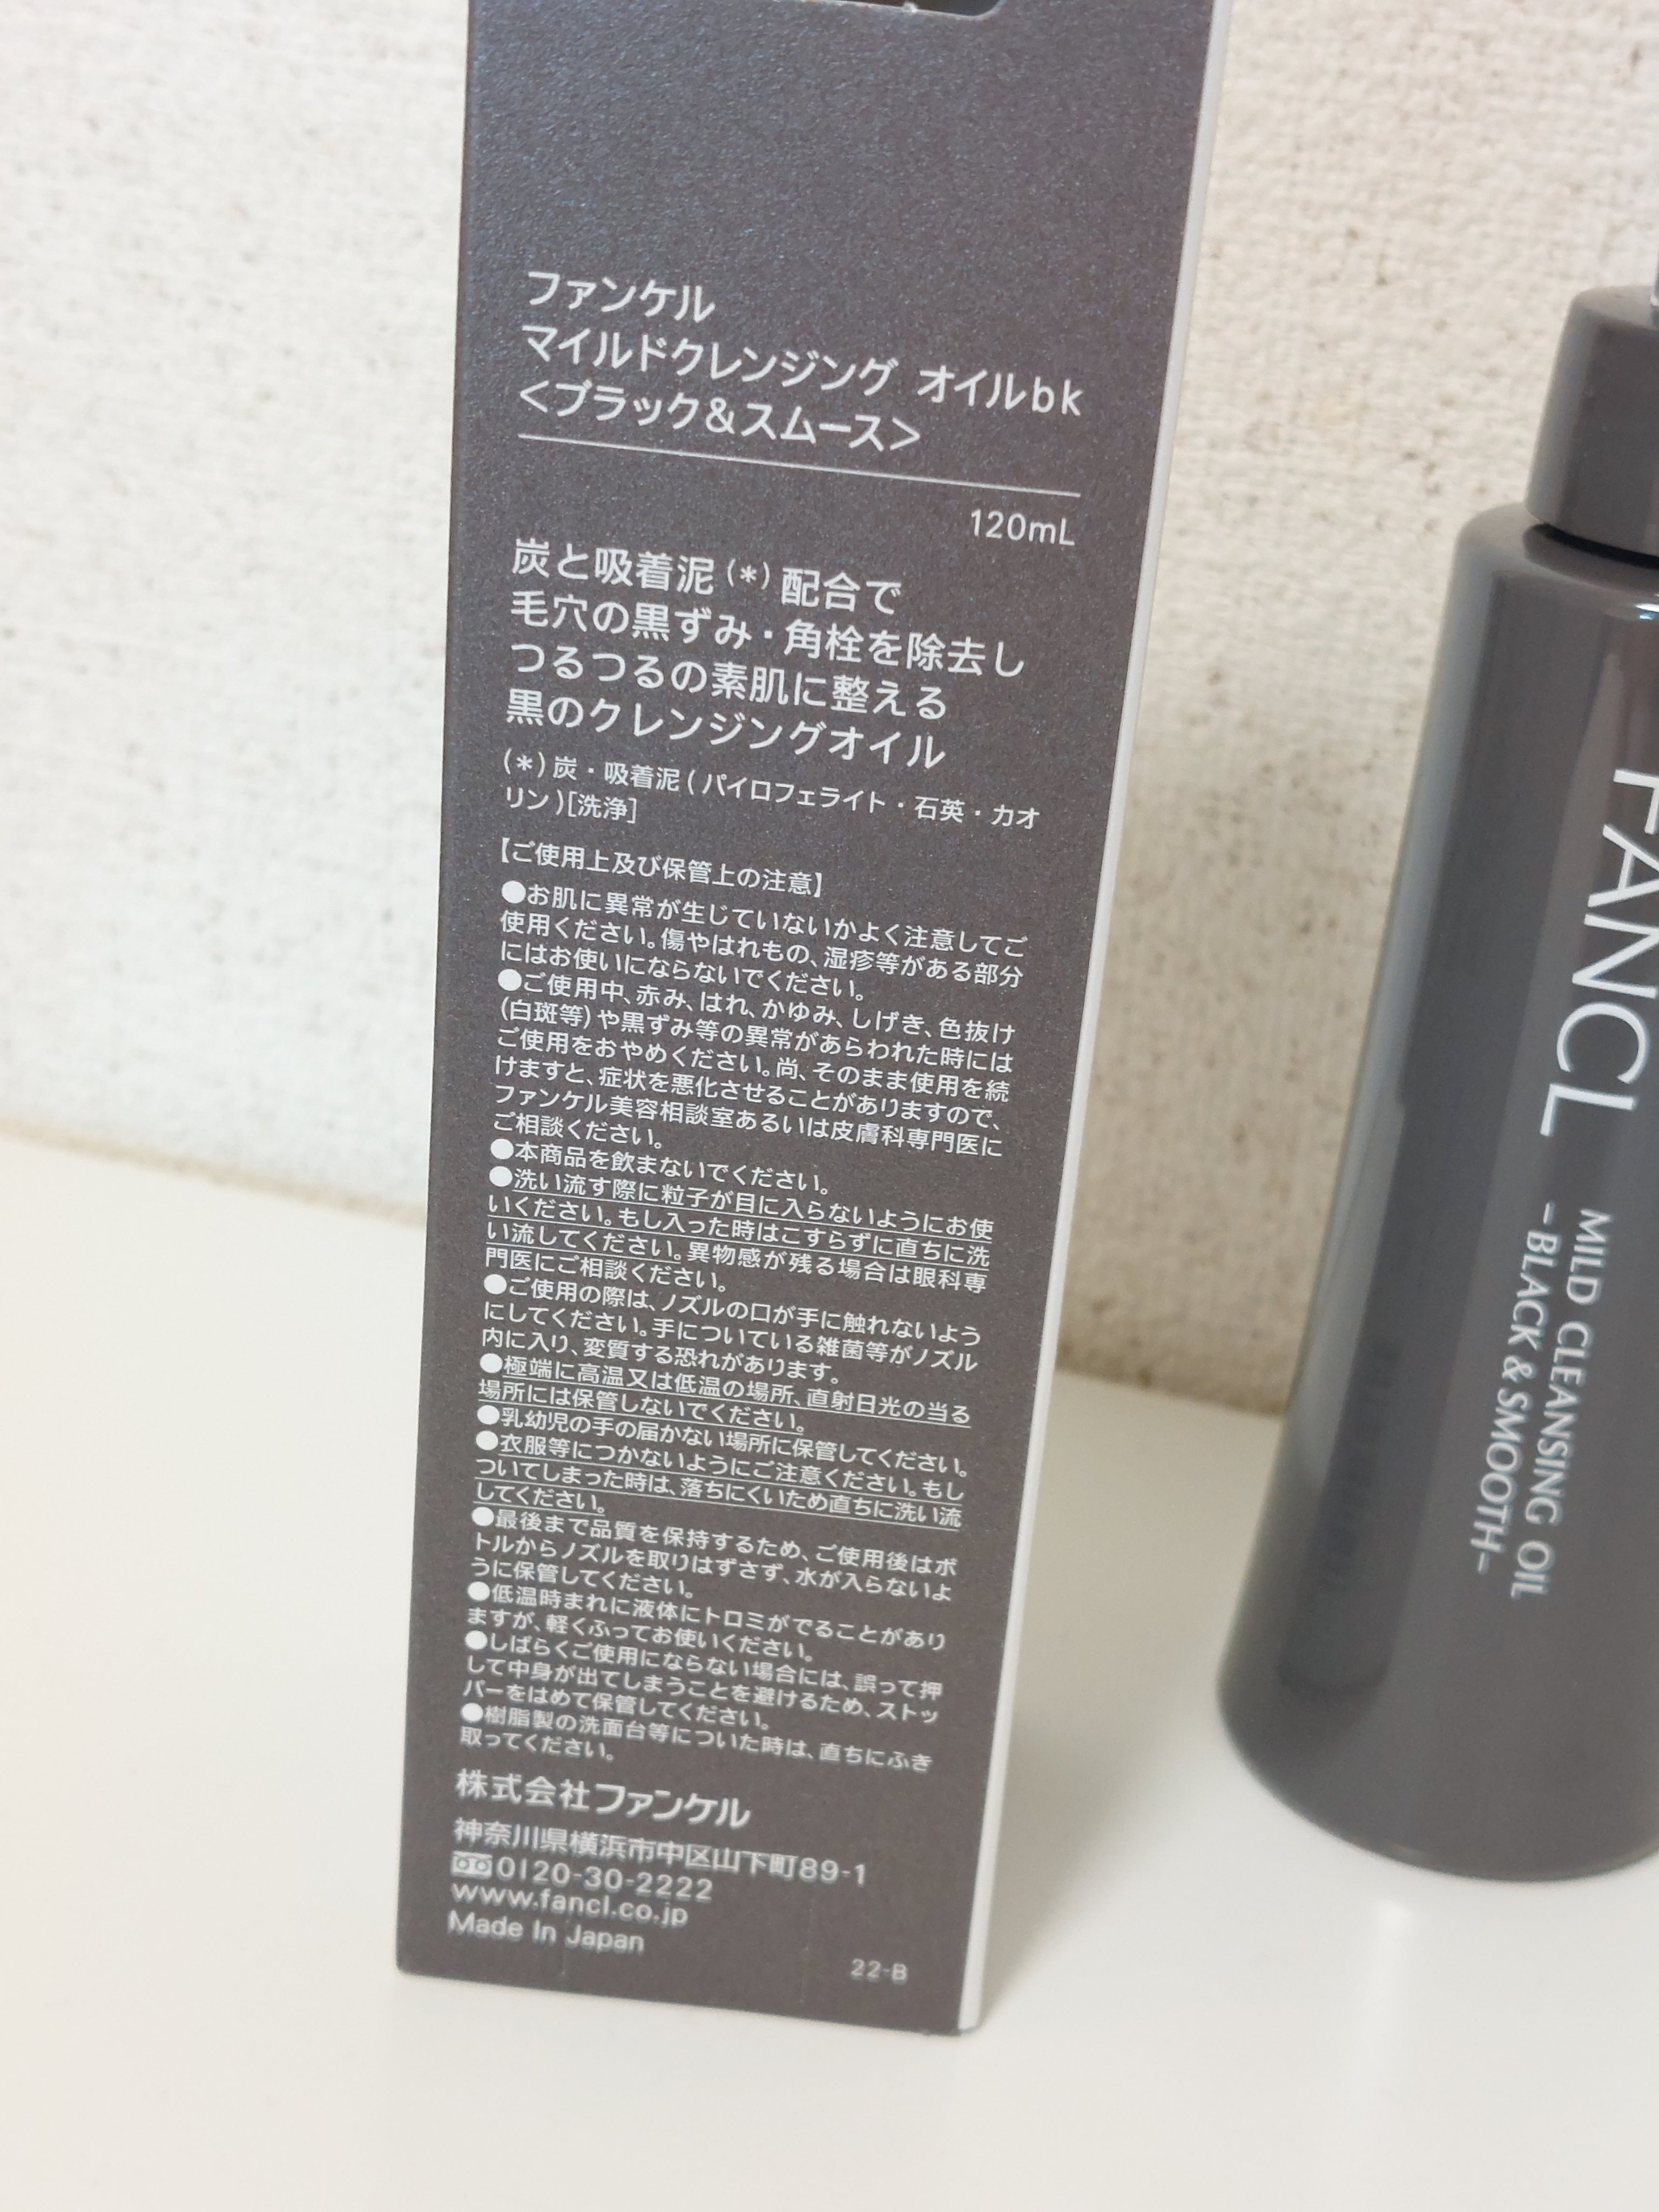 ファンケル
マイルドクレンジング オイルbk
<ブラック&スムース>
120mL
炭と吸着泥(*)配合で
毛穴の黒ずみ・角栓を除去し
つるつるの素肌に整える
黒のクレンジングオイル
(*)炭・吸着泥(パイロフェライト・石英・カオ
リン)[洗浄]
【ご使用上及び保管上の注意】
●お肌に異常が生じていないかよく注意してご
使用ください。傷やはれもの、湿疹等がある部分
にはお使いにならないでください。
●ご使用中、赤み、はれ、かゆみ、しげき、色抜け
(白斑等)や黒ずみ等の異常があらわれた時には
ご使用をおやめください。尚、そのまま使用を続
けますと、症状を悪化させることがありますので、
ファンケル美容相談室あるいは皮膚科専門医に
ご相談ください。
●本商品を飲まないでください。
●洗い流す際に粒子が目に入らないようにお使
いください。もし入った時はこすらずに直ちに洗
い流してください。異物感が残る場合は眼科専
門医にご相談ください。
●ご使用の際は、ノズルの口が手に触れないよう
にしてください。手についている雑菌等がノズル
内に入り、変質する恐れがあります。
●極端に高温又は低温の場所、直射日光の当る
場所には保管しないでください。
●乳幼児の手の届かない場所に保管してください。
●衣服等につかないようにご注意ください。もし
ついてしまった時は、落ちにくいため直ちに洗い流
してください。
●最後まで品質を保持するため、ご使用後はボ
トルからノズルを取りはずさず、水が入らないよ
うに保管してください。
●低温時まれに液体にトロミがでることがあり
ますが、軽くふってお使いください。
●しばらくご使用にならない場合には、誤って押
して中身が出てしまうことを避けるため、ストッ
パーをはめて保管してください。
●樹脂製の洗面台等についた時は、直ちにふき
取ってください。
株式会社ファンケル
神奈川県横浜市中区山下町89-1
0120-30-2222
www.fancl.co.jp
Made In Japan
22-B
FANCL
MILD CLEANSING OIL
-BLACK & SMOOTH-